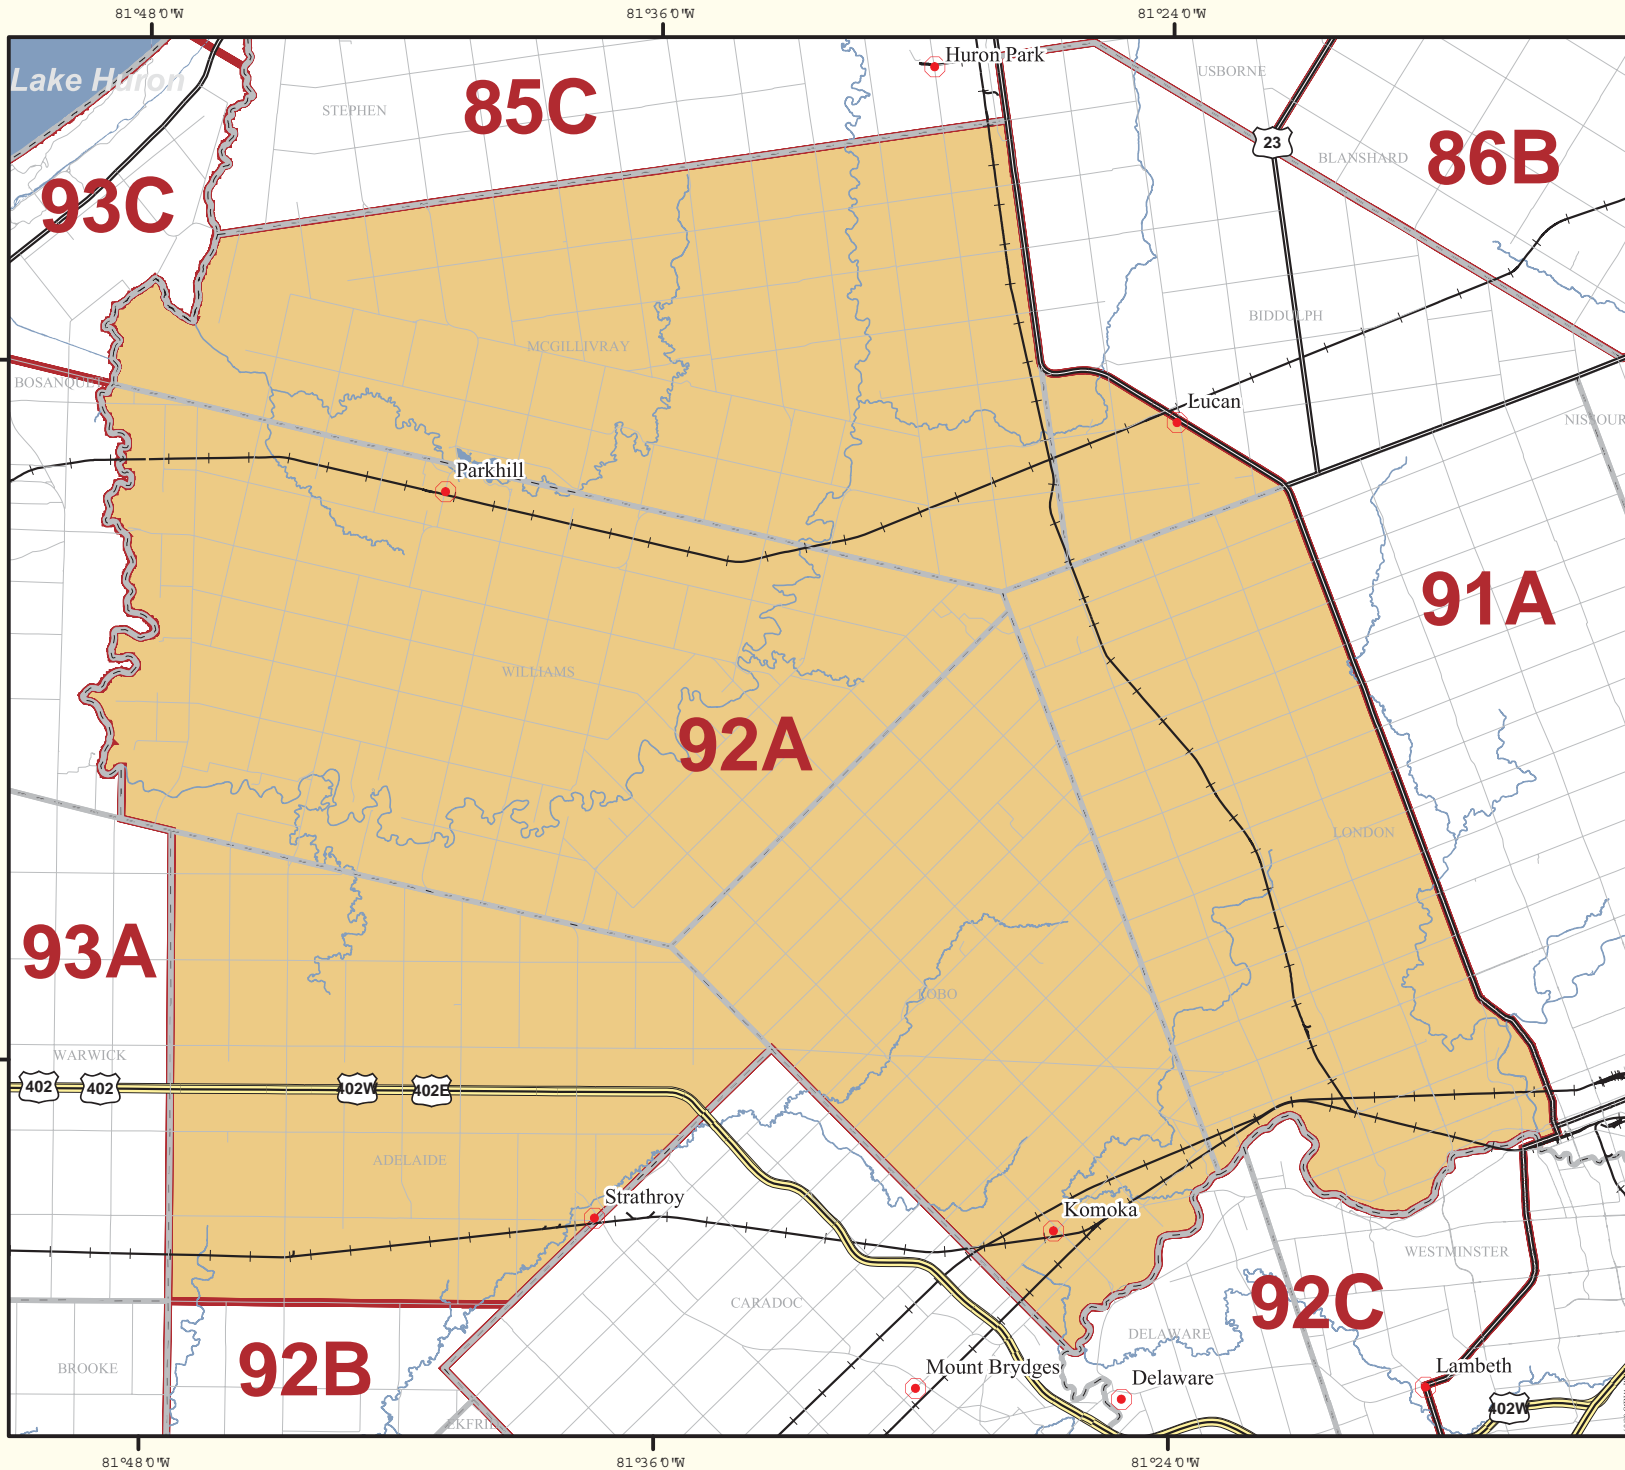 81°48'0"W
81°36'0"W
81°24'0"W
Huron Park
Lake Huron
USBORNE
85C
STEPHEN
23
86B
BLANSHARD
93C
BIDDULPH
MCGILLIVRAY
BOSANQUET
Lucan
NISSOUR
Parkhill
91A
WILLIAMS
92A
LONDON
93A
LOBO
WARWICK
402
402
402W
402E
ADELAIDE
Strathroy
Komoka
WESTMINSTER
92C
CARADOC
DELAWARE
92B
BROOKE
Mount Brydges
Delaware
Lambeth
402W
EKFRID
81°48'0"W
81°36'0"W
81°24'0"W